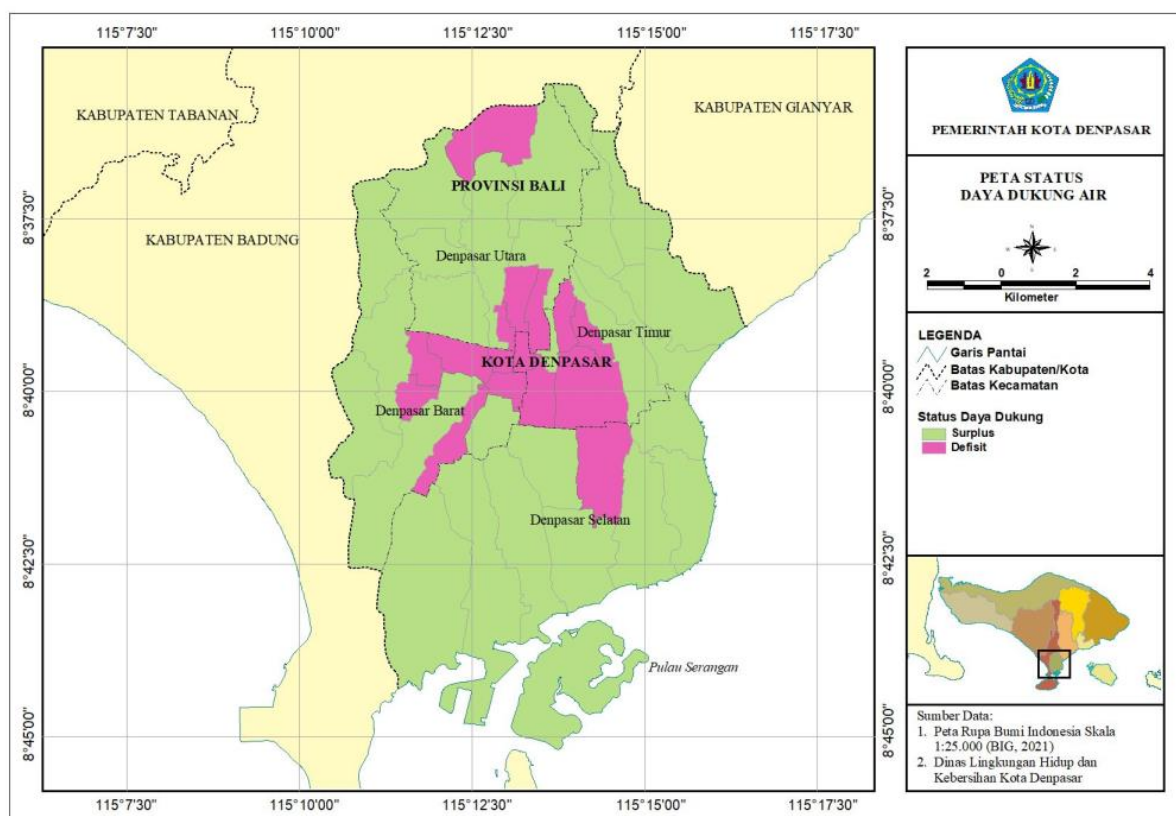 115°7'30"
115°10'00"
115°12'30"
115°15'00"
115°17'30"
KABUPATEN TABANAN
KABUPATEN GIANYAR
PROVINSI BALI
8°37'30"
8°37'30"
KABUPATEN BADUNG
Denpasar Utara
Denpasar Timur
KOTA DENPASAR
8°40'00"
8°40'00"
Denpasar Barat
Denpasar Selatan
8°42'30"
8°42'30"
Pulau Serangan
8°45'00"
8°45'00"
115°7'30"
115°10'00"
115°12'30"
115°15'00"
115°17'30"
PEMERINTAH KOTA DENPASAR
PETA STATUS
DAYA DUKUNG AIR
2 0 2 4
Kilometer
LEGENDA
Garis Pantai
Batas Kabupaten/Kota
Batas Kecamatan
Status Daya Dukung
Surplus
Defisit
Sumber Data:
1. Peta Rupa Bumi Indonesia Skala
1:25.000 (BIG, 2021)
2. Dinas Lingkungan Hidup dan
Kebersihan Kota Denpasar